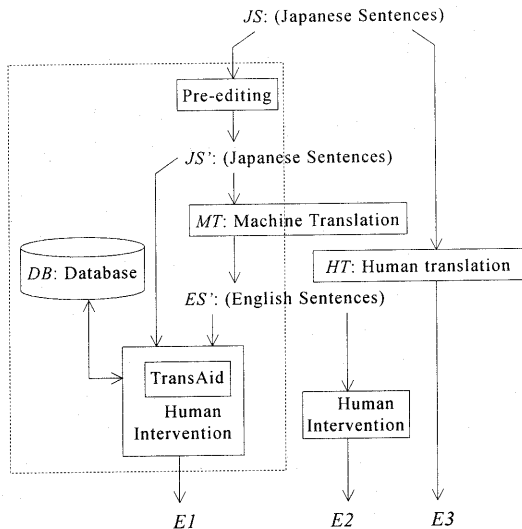 JS: (Japanese Sentences)
Pre-editing
JS’: (Japanese Sentences)
MT: Machine Translation
DB: Database
HT: Human translation
ES’: (English Sentences)
TransAid
Human
Intervention
Human
Intervention
E1
E2
E3